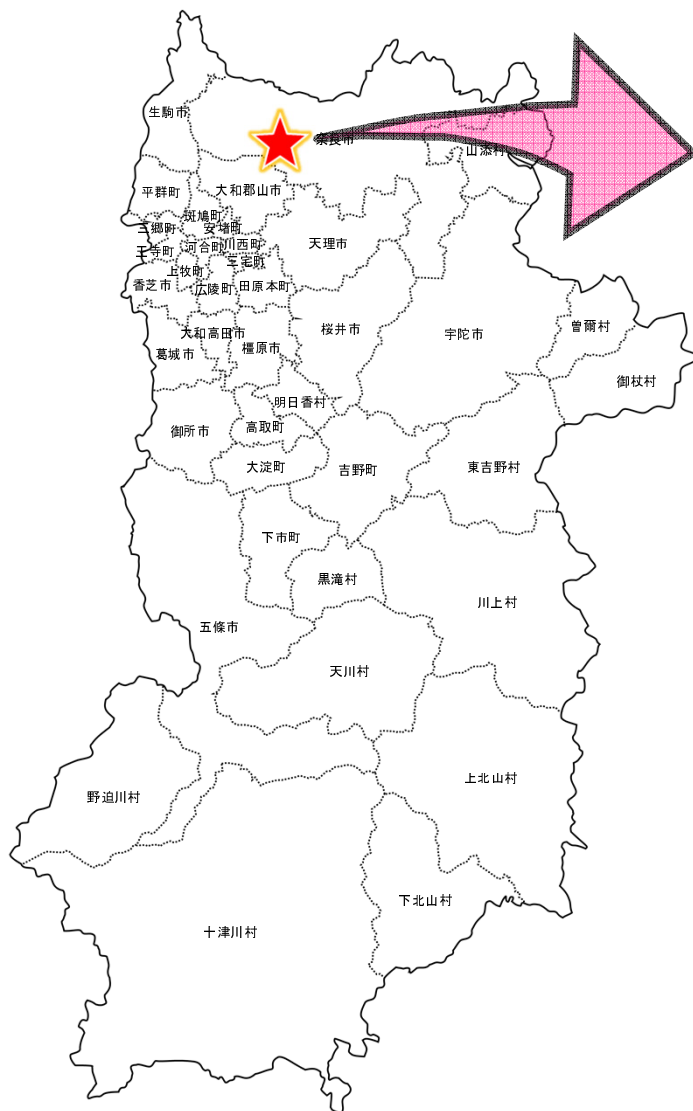 生駒市
奈良市
山添村
平群町
大和郡山市
斑鳩町
三郷町
安堵町
天理市
王寺町
河合町
川西町
三宅町
上牧町
香芝市
広陵町
田原本町
大和高田市
桜井市
宇陀市
曽爾村
葛城市
橿原市
御杖村
明日香村
高取町
御所市
大淀町
吉野町
東吉野村
下市町
黒滝村
川上村
五條市
天川村
上北山村
野迫川村
下北山村
十津川村